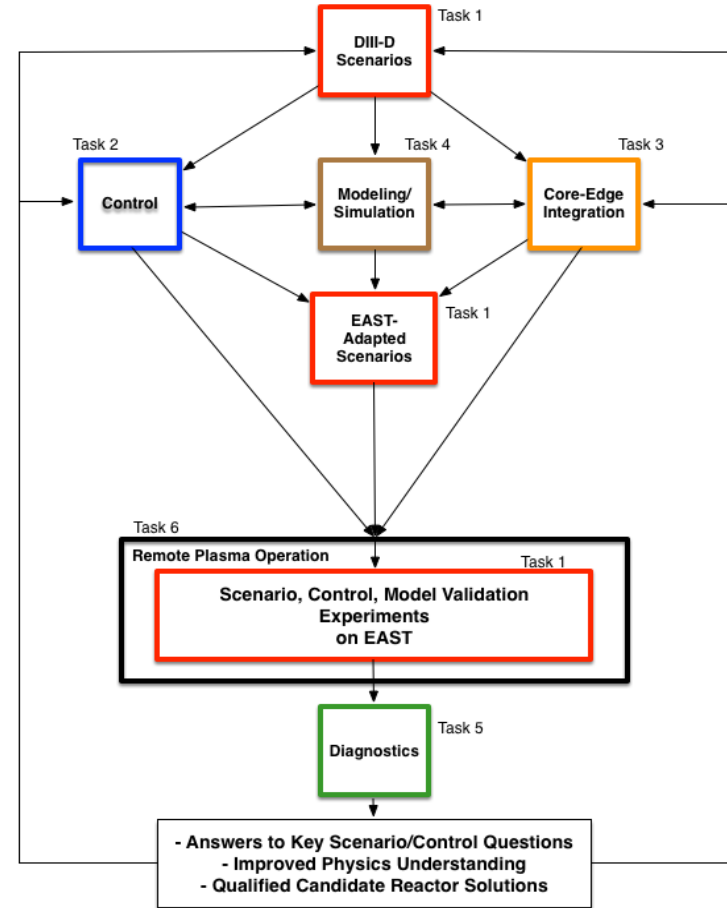 Task 1
DIII-D
Scenarios
Task 2
Task 4
Task 3
Control
Modeling/
Simulation
Core-Edge
Integration
EAST-
Adapted
Scenarios
Task 1
Task 6
Remote Plasma Operation
Task 1
Scenario, Control, Model Validation
Experiments
on EAST
Task 5
Diagnostics
- Answers to Key Scenario/Control Questions
- Improved Physics Understanding
- Qualified Candidate Reactor Solutions